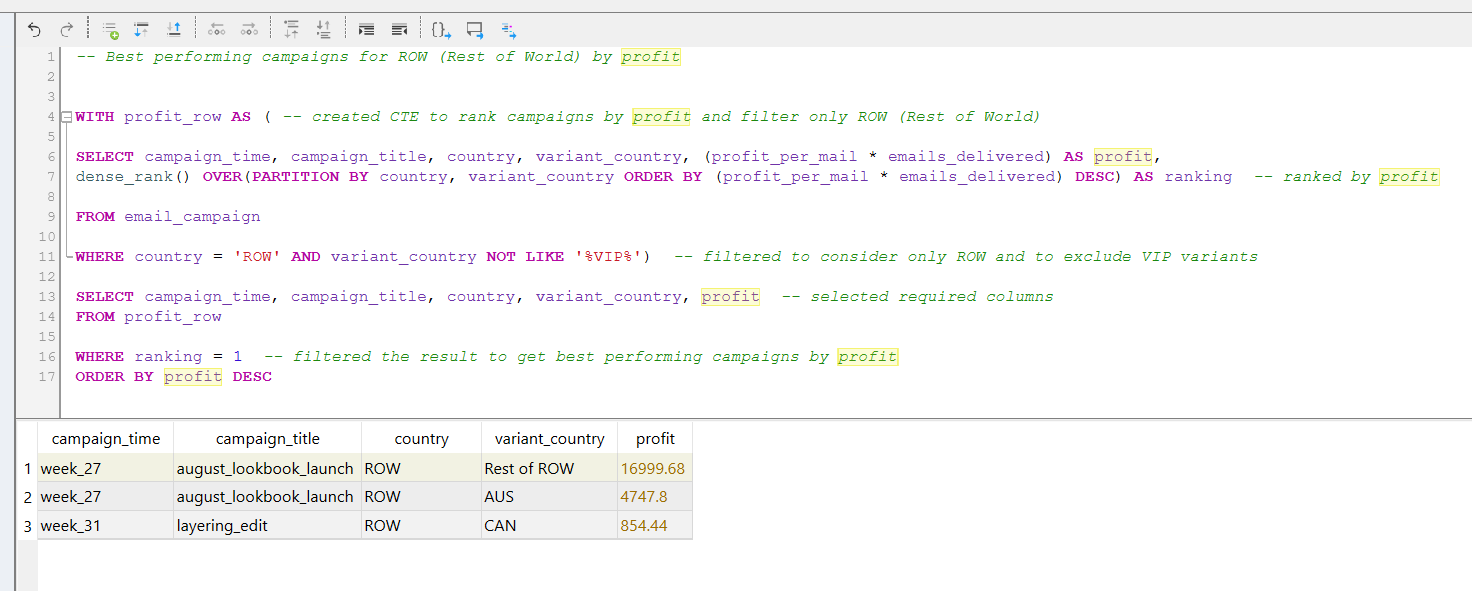 1 -- Best performing campaigns for ROW (Rest of World) by profit
2
3
4 WITH profit_row AS ( -- created CTE to rank campaigns by profit and filter only ROW (Rest of World)
5
6 SELECT campaign_time, campaign_title, country, variant_country, (profit_per_mail * emails_delivered) AS profit,
7 dense_rank() OVER(PARTITION BY country, variant_country ORDER BY (profit_per_mail * emails_delivered) DESC) AS ranking -- ranked by profit
8
9 FROM email_campaign
10
11 WHERE country = 'ROW' AND variant_country NOT LIKE '%VIP%') -- filtered to consider only ROW and to exclude VIP variants
12
13 SELECT campaign_time, campaign_title, country, variant_country, profit -- selected required columns
14 FROM profit_row
15
16 WHERE ranking = 1 -- filtered the result to get best performing campaigns by profit
17 ORDER BY profit DESC
campaign_time campaign_title country variant_country profit
1 week_27 august_lookbook_launch ROW Rest of ROW 16999.68
2 week_27 august_lookbook_launch ROW AUS 4747.8
3 week_31 layering_edit ROW CAN 854.44